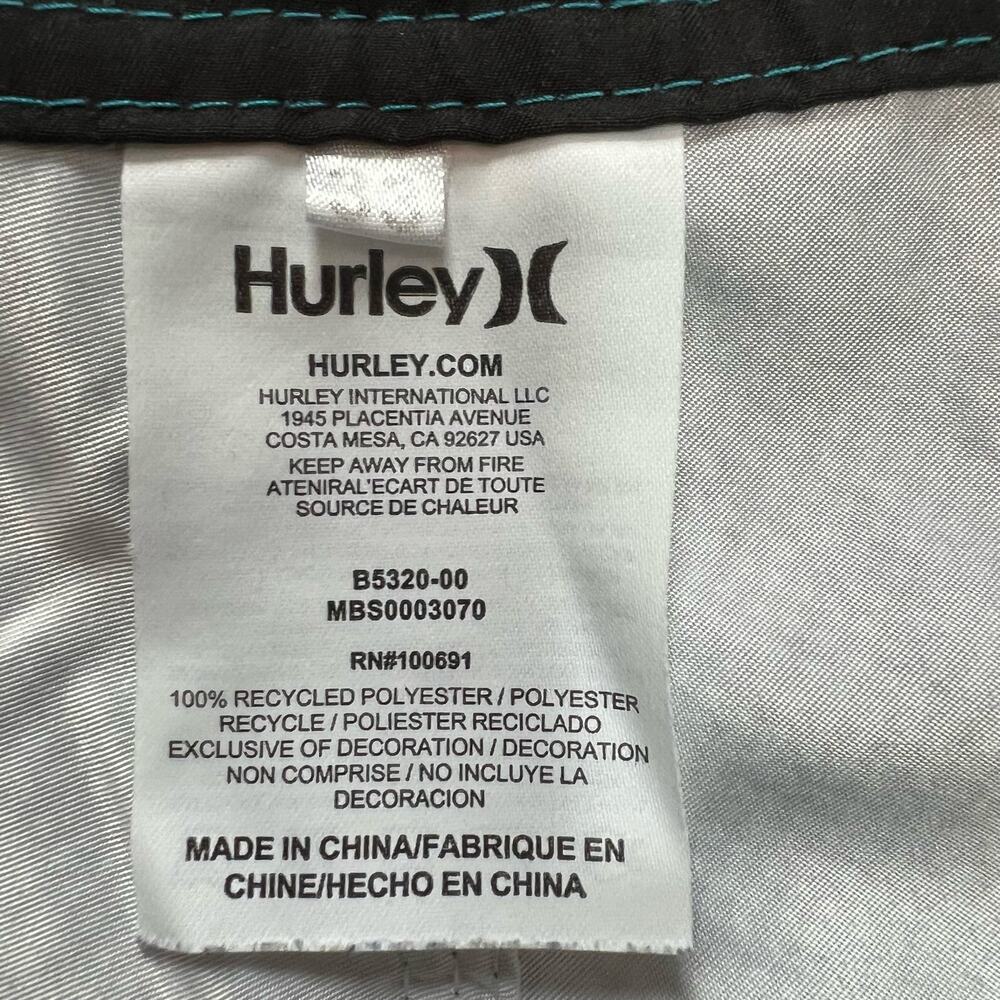 Hurley
HURLEY.COM
HURLEY INTERNATIONAL LLC
1945 PLACENTIA AVENUE
COSTA MESA, CA 92627 USA
KEEP AWAY FROM FIRE
ATENIRAL'ECART DE TOUTE
SOURCE DE CHALEUR
B5320-00
MBS0003070
RN#100691
100% RECYCLED POLYESTER / POLYESTER
RECYCLE / POLIESTER RECICLADO
EXCLUSIVE OF DECORATION / DECORATION
NON COMPRISE / NO INCLUYE LA
DECORACION
MADE IN CHINA/FABRIQUE EN
CHINE/HECHO EN CHINA